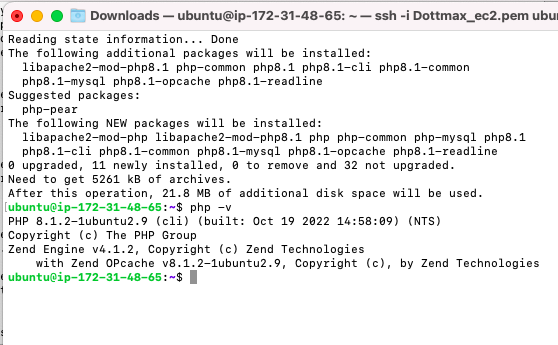 Downloads — ubuntu@ip-172-31-48-65: ~ — ssh -i Dottmax_ec2.pem ubun
Reading state information... Done
The following additional packages will be installed:
  libapache2-mod-php8.1 php-common php8.1 php8.1-cli php8.1-common
  php8.1-mysql php8.1-opcache php8.1-readline
Suggested packages:
  php-pear
The following NEW packages will be installed:
  libapache2-mod-php libapache2-mod-php8.1 php php-common php-mysql php8.1
  php8.1-cli php8.1-common php8.1-mysql php8.1-opcache php8.1-readline
0 upgraded, 11 newly installed, 0 to remove and 32 not upgraded.
Need to get 5261 kB of archives.
After this operation, 21.8 MB of additional disk space will be used.
[ubuntu@ip-172-31-48-65:~$ php -v
PHP 8.1.2-1ubuntu2.9 (cli) (built: Oct 19 2022 14:58:09) (NTS)
Copyright (c) The PHP Group
Zend Engine v4.1.2, Copyright (c) Zend Technologies
    with Zend OPcache v8.1.2-1ubuntu2.9, Copyright (c), by Zend Technologies
ubuntu@ip-172-31-48-65:~$